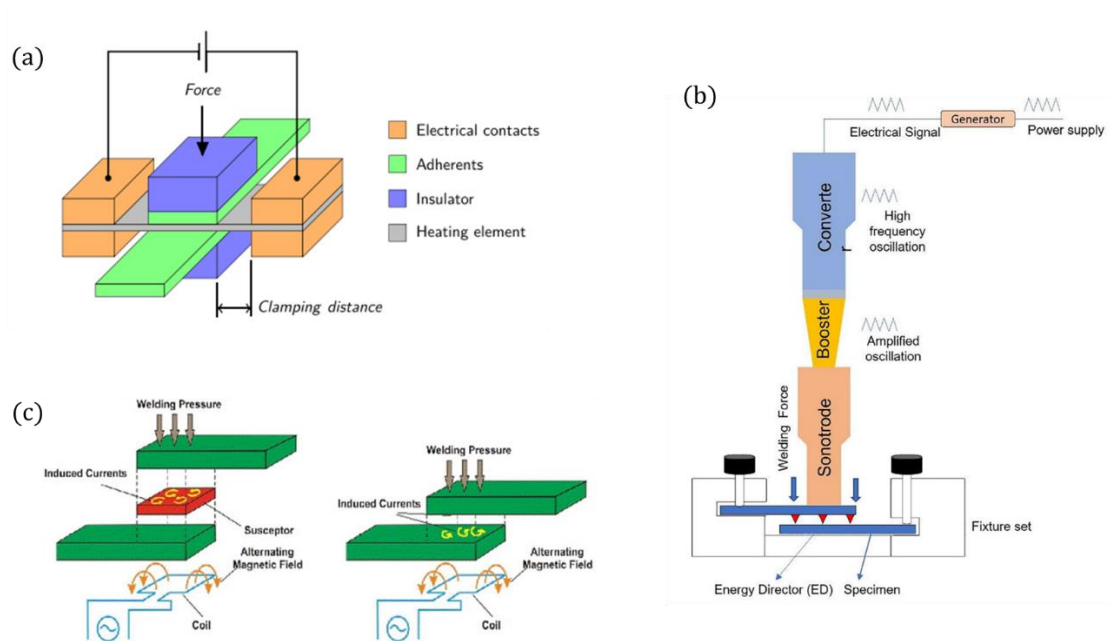 (a)
Force
Electrical contacts
Adherents
Insulator
Heating element
Clamping distance
(b)
Electrical Signal
Generator
Power supply
Converte
r
High
frequency
oscillation
Booster
Amplified
oscillation
Sonotrode
Welding Force
Fixture set
Energy Director (ED)
Specimen
(c)
Welding Pressure
Induced Currents
Susceptor
Alternating
Magnetic Field
Coil
Welding Pressure
Induced Currents
Alternating
Magnetic Field
Coil